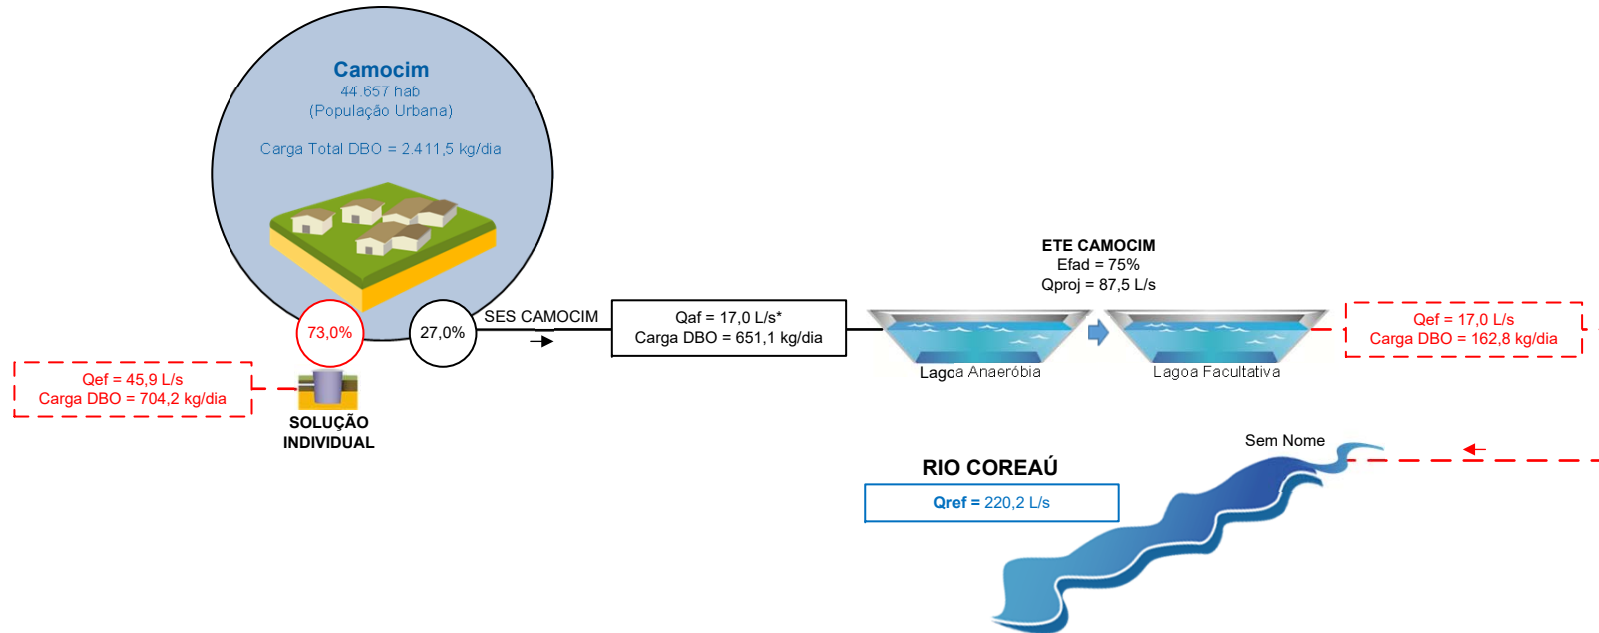 Camocim
44.657 hab
(População Urbana)
Carga Total DBO = 2.411,5 kg/dia
73,0%
27,0%
SES CAMOCIM
Qaf = 17,0 L/s*
Carga DBO = 651,1 kg/dia
ETE CAMOCIM
Efad = 75%
Qproj = 87,5 L/s
Lagoa Anaeróbia
Lagoa Facultativa
Qef = 17,0 L/s
Carga DBO = 162,8 kg/dia
Qef = 45,9 L/s
Carga DBO = 704,2 kg/dia
SOLUÇÃO
INDIVIDUAL
Sem Nome
RIO COREAÚ
Qref = 220,2 L/s